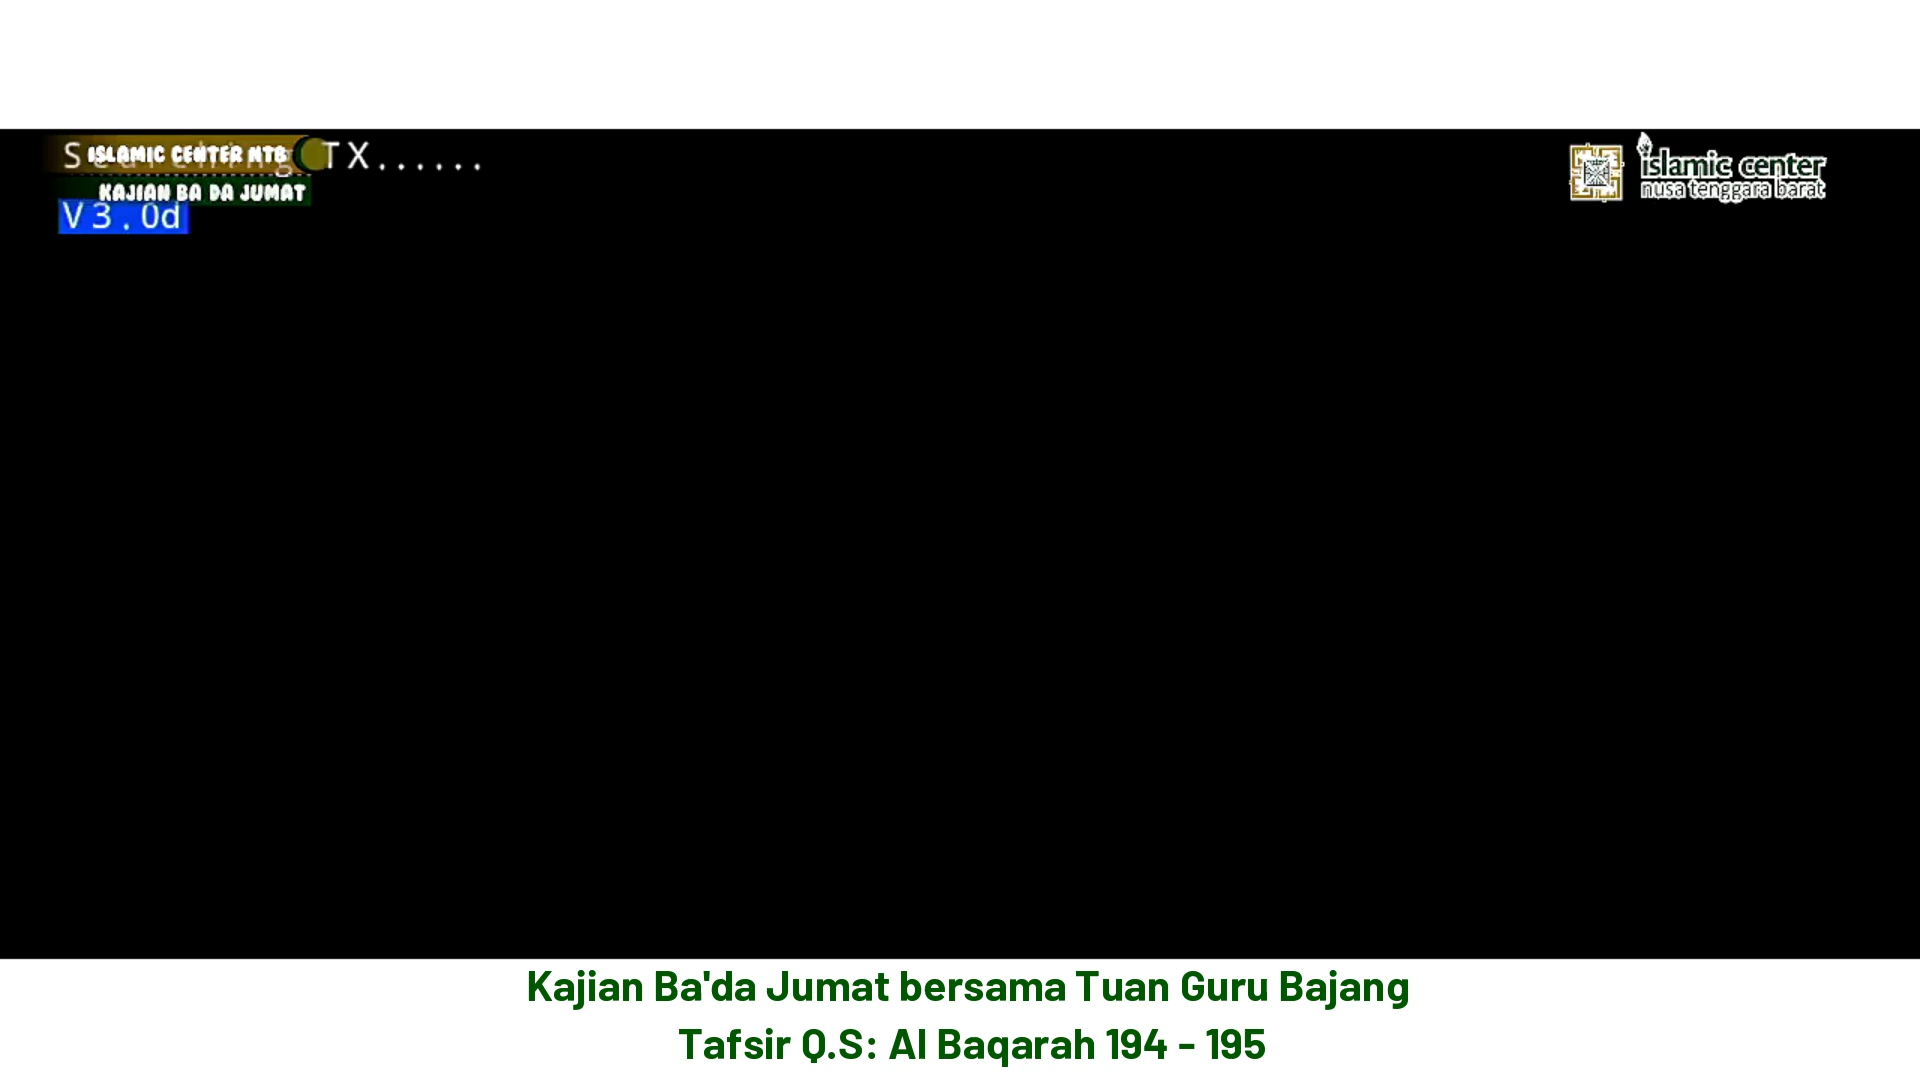 ISLAMIC CENTER NTB
TX......
KAJIAN BA DA JUMAT
V3.0d
islamic center
nusa tenggara barat
Kajian Ba'da Jumat bersama Tuan Guru Bajang
Tafsir Q.S: Al Baqarah 194 - 195